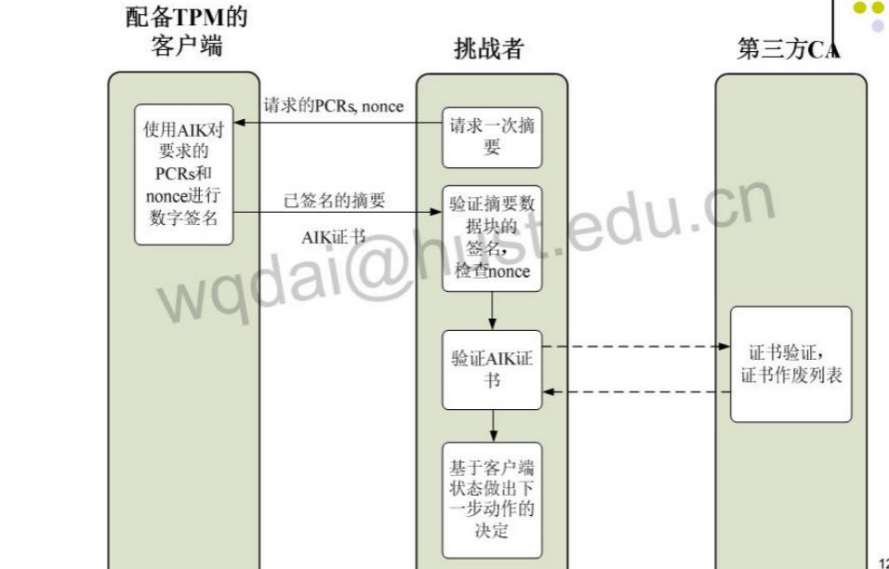 配备TPM的
客户端
挑战者
第三方CA
请求的PCRs, nonce
使用AIK对
要求的
PCRs和
nonce进行
数字签名
请求一次摘
要
已签名的摘要
AIK证书
验证摘要数
据块的
签名，
检查nonce
wqdai@hust.edu.cn
验证AIK证
书
证书验证，
证书作废列表
基于客户端
状态做出下
一步动作的
决定
12